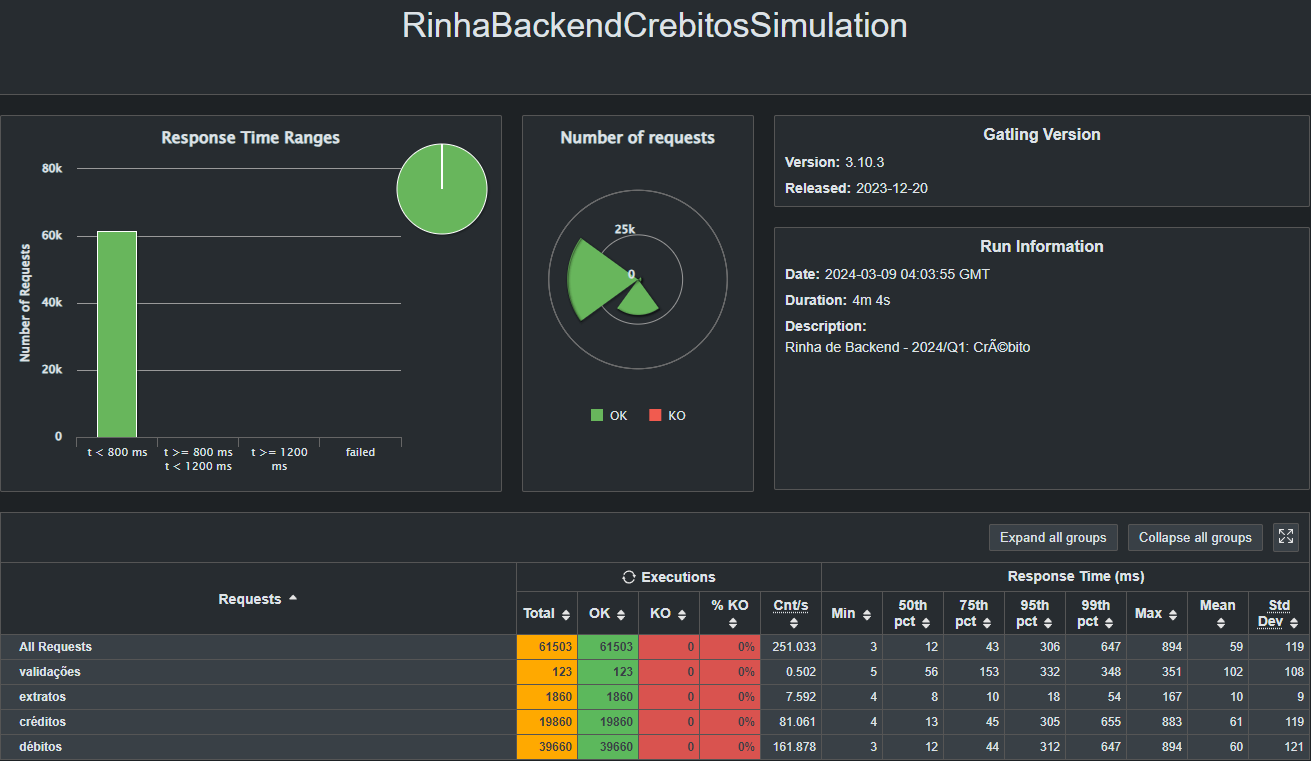 RinhaBackendCrebitosSimulation
Response Time Ranges
80k
60k
40k
20k
0
Number of Requests
t < 800 ms
t >= 800 ms
t < 1200 ms
t >= 1200
ms
failed
Number of requests
25k
0
OK
KO
Gatling Version
Version: 3.10.3
Released: 2023-12-20
Run Information
Date: 2024-03-09 04:03:55 GMT
Duration: 4m 4s
Description:
Rinha de Backend - 2024/Q1: CrÃ©bito
Expand all groups
Collapse all groups
Requests
Executions
Response Time (ms)
Total OK KO % KO Cnt/s Min 50th pct 75th pct 95th pct 99th pct Max Mean Std Dev
All Requests 61503 61503 0 0% 251.033 3 12 43 306 647 894 59 119
validações 123 123 0 0% 0.502 5 56 153 332 348 351 102 108
extratos 1860 1860 0 0% 7.592 4 8 10 18 54 167 10 9
créditos 19860 19860 0 0% 81.061 4 13 45 305 655 883 61 119
débitos 39660 39660 0 0% 161.878 3 12 44 312 647 894 60 121